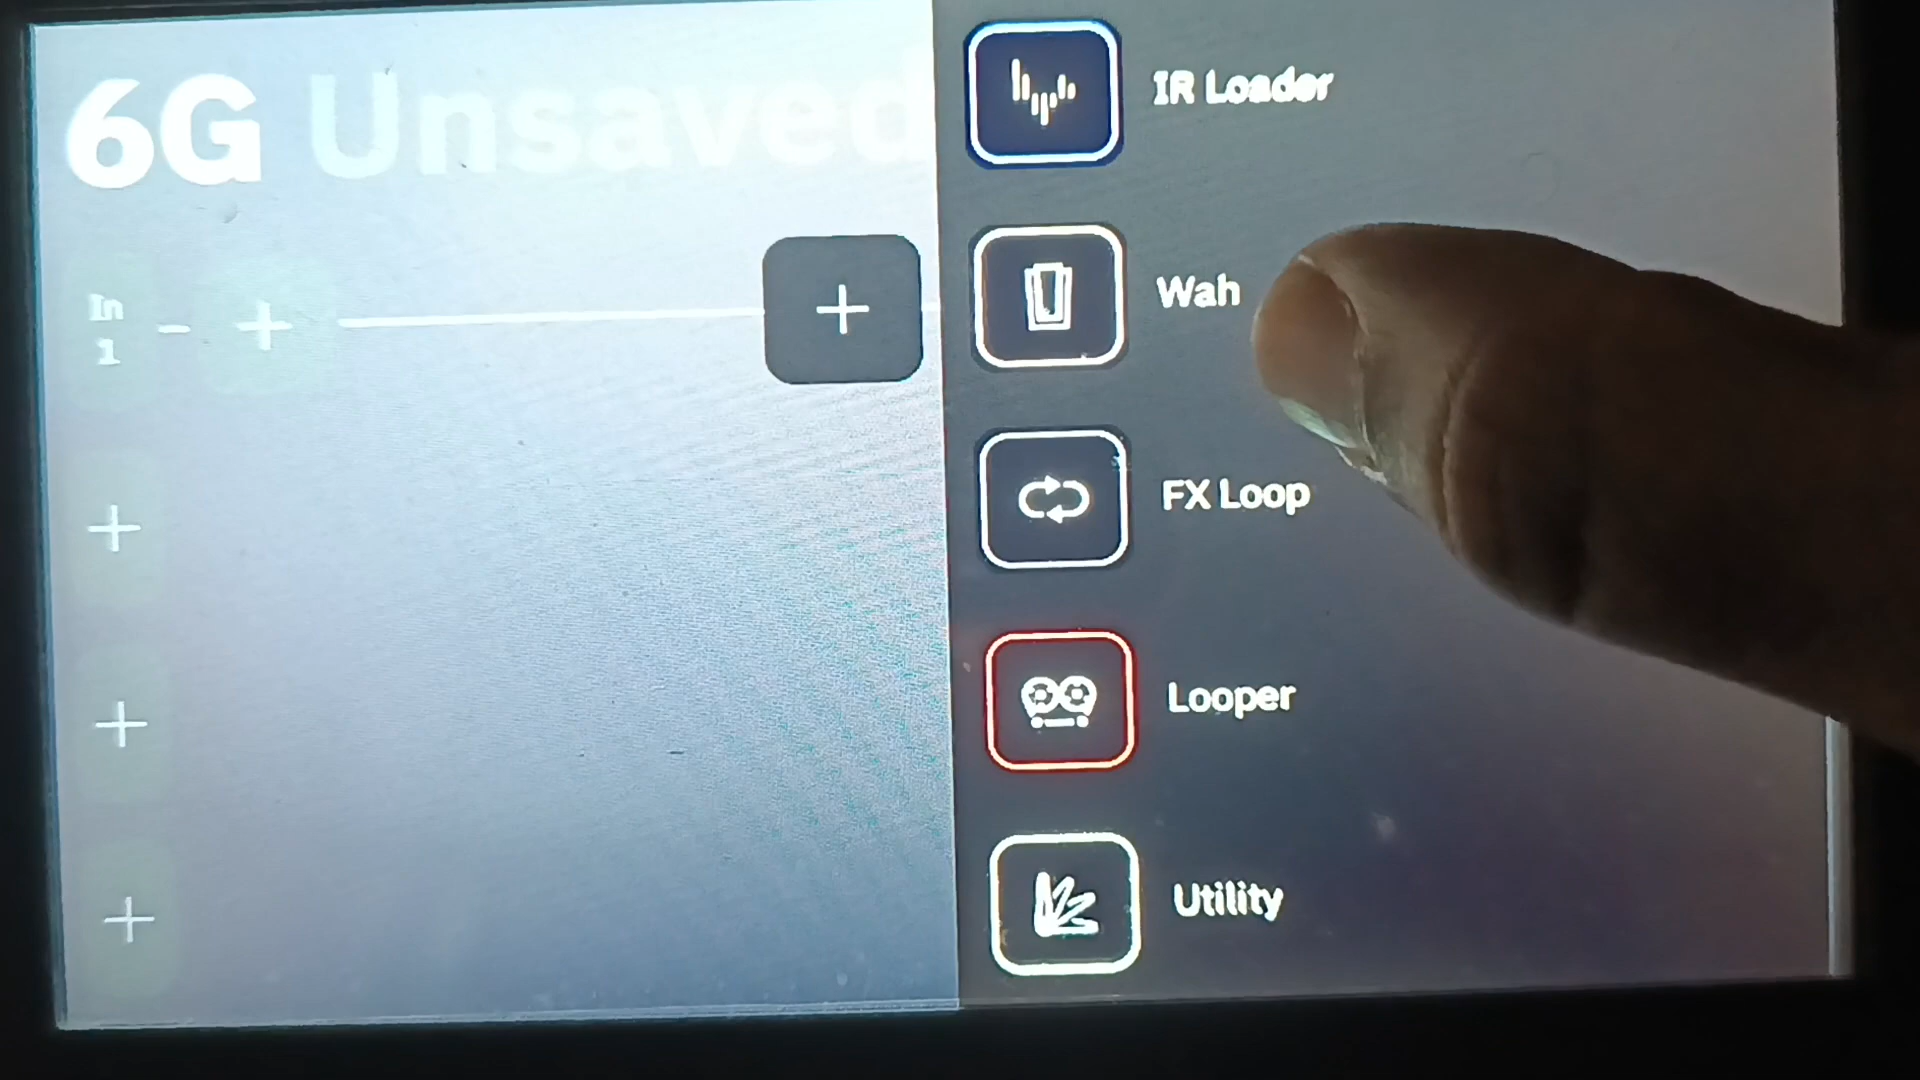 6G Unsaved
In
1
IR Loader
Wah
FX Loop
Looper
Utility